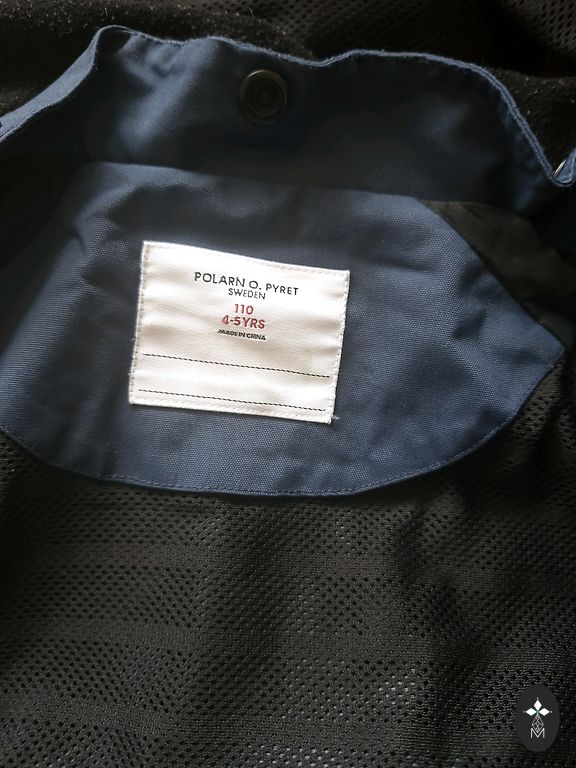 POLARN O. PYRET
SWEDEN
110
4-5YRS
MADE IN CHINA
M